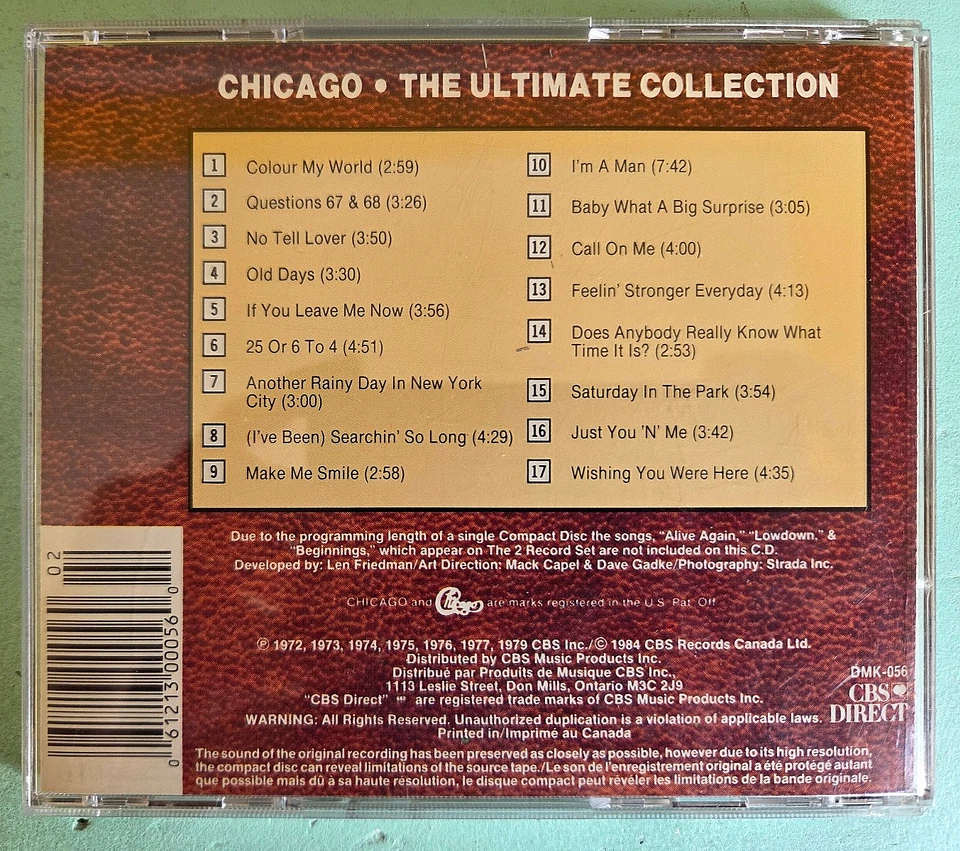 CHICAGO • THE ULTIMATE COLLECTION
1 Colour My World (2:59)
2 Questions 67 & 68 (3:26)
3 No Tell Lover (3:50)
4 Old Days (3:30)
5 If You Leave Me Now (3:56)
6 25 Or 6 To 4 (4:51)
7 Another Rainy Day In New York
City (3:00)
8 (I've Been) Searchin' So Long (4:29)
9 Make Me Smile (2:58)
10 I'm A Man (7:42)
11 Baby What A Big Surprise (3:05)
12 Call On Me (4:00)
13 Feelin' Stronger Everyday (4:13)
14 Does Anybody Really Know What
Time It Is? (2:53)
15 Saturday In The Park (3:54)
16 Just You 'N' Me (3:42)
17 Wishing You Were Here (4:35)
Due to the programming length of a single Compact Disc the songs, "Alive Again," "Lowdown," &
"Beginnings," which appear on The 2 Record Set are not included on this C.D.
Developed by: Len Friedman/Art Direction: Mack Capel & Dave Gadke/Photography: Strada Inc.
CHICAGO and Chicago are marks registered in the U.S. Pat. Off.
℗ 1972, 1973, 1974, 1975, 1976, 1977, 1979 CBS Inc./© 1984 CBS Records Canada Ltd.
Distributed by CBS Music Products Inc.
Distribué par Produits de Musique CBS Inc.,
1113 Leslie Street, Don Mills, Ontario M3C 2J9
"CBS Direct" are registered trade marks of CBS Music Products Inc.
WARNING: All Rights Reserved. Unauthorized duplication is a violation of applicable laws.
Printed in/Imprimé au Canada
The sound of the original recording has been preserved as closely as possible, however due to its high resolution,
the compact disc can reveal limitations of the source tape./Le son de l'enregistrement original a été protégé autant
que possible mais dû à sa haute résolution, le disque compact peut révéler les limitations de la bande originale.
DMK-056
CBS
DIRECT
02
0 61213 00056 0